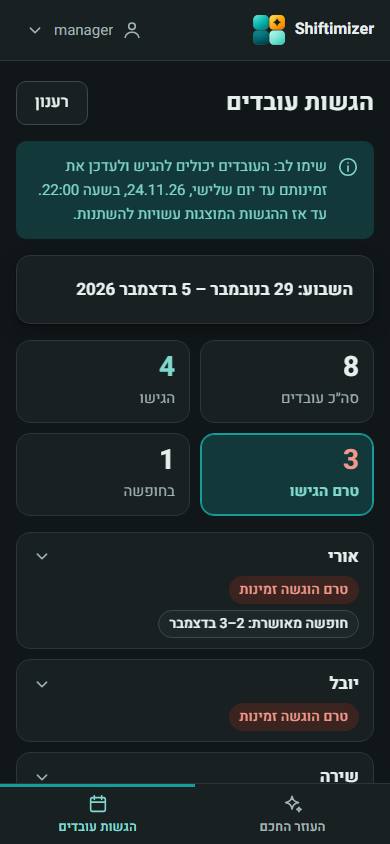 Shiftimizer
manager
הגשות עובדים
רענון
שימו לב: העובדים יכולים להגיש ולעדכן את
זמינותם עד יום שלישי, 24.11.26, בשעה 22:00.
עד אז ההגשות המוצגות עשויות להשתנות.
השבוע: 29 בנובמבר – 5 בדצמבר 2026
8
סה״כ עובדים
4
הגישו
3
טרם הגישו
1
בחופשה
אורי
טרם הוגשה זמינות
חופשה מאושרת: 2–3 בדצמבר
יובל
טרם הוגשה זמינות
שירה
העוזר החכם
הגשות עובדים